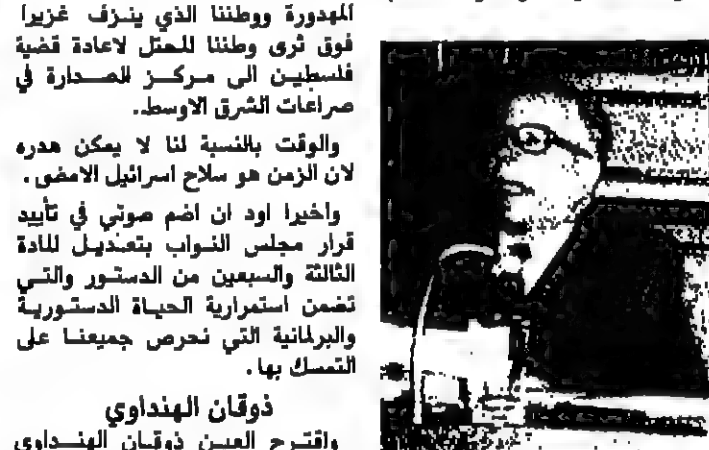 المهدورة ووطننا الذي ينزف غزيرا
فوق ثرى وطننا المحتل لاعادة قضية
فلسطين الى مركز الصدارة في
صراعات الشرق الاوسط..
والوقت بالنسبة لنا لا يمكن هدره
لان الزمن هو سلاح اسرائيل الامضى.
واخيرا اود ان اضم صوتي في تأييد
قرار مجلس النواب بتعديل المادة
الثالثة والسبعين من الدستور والتي
تضمن استمرارية الحياة الدستورية
والبرلمانية التي نحرص جميعنا على
التمسك بها.
ذوقان الهنداوي
واقترح العين ذوقان الهنداوي